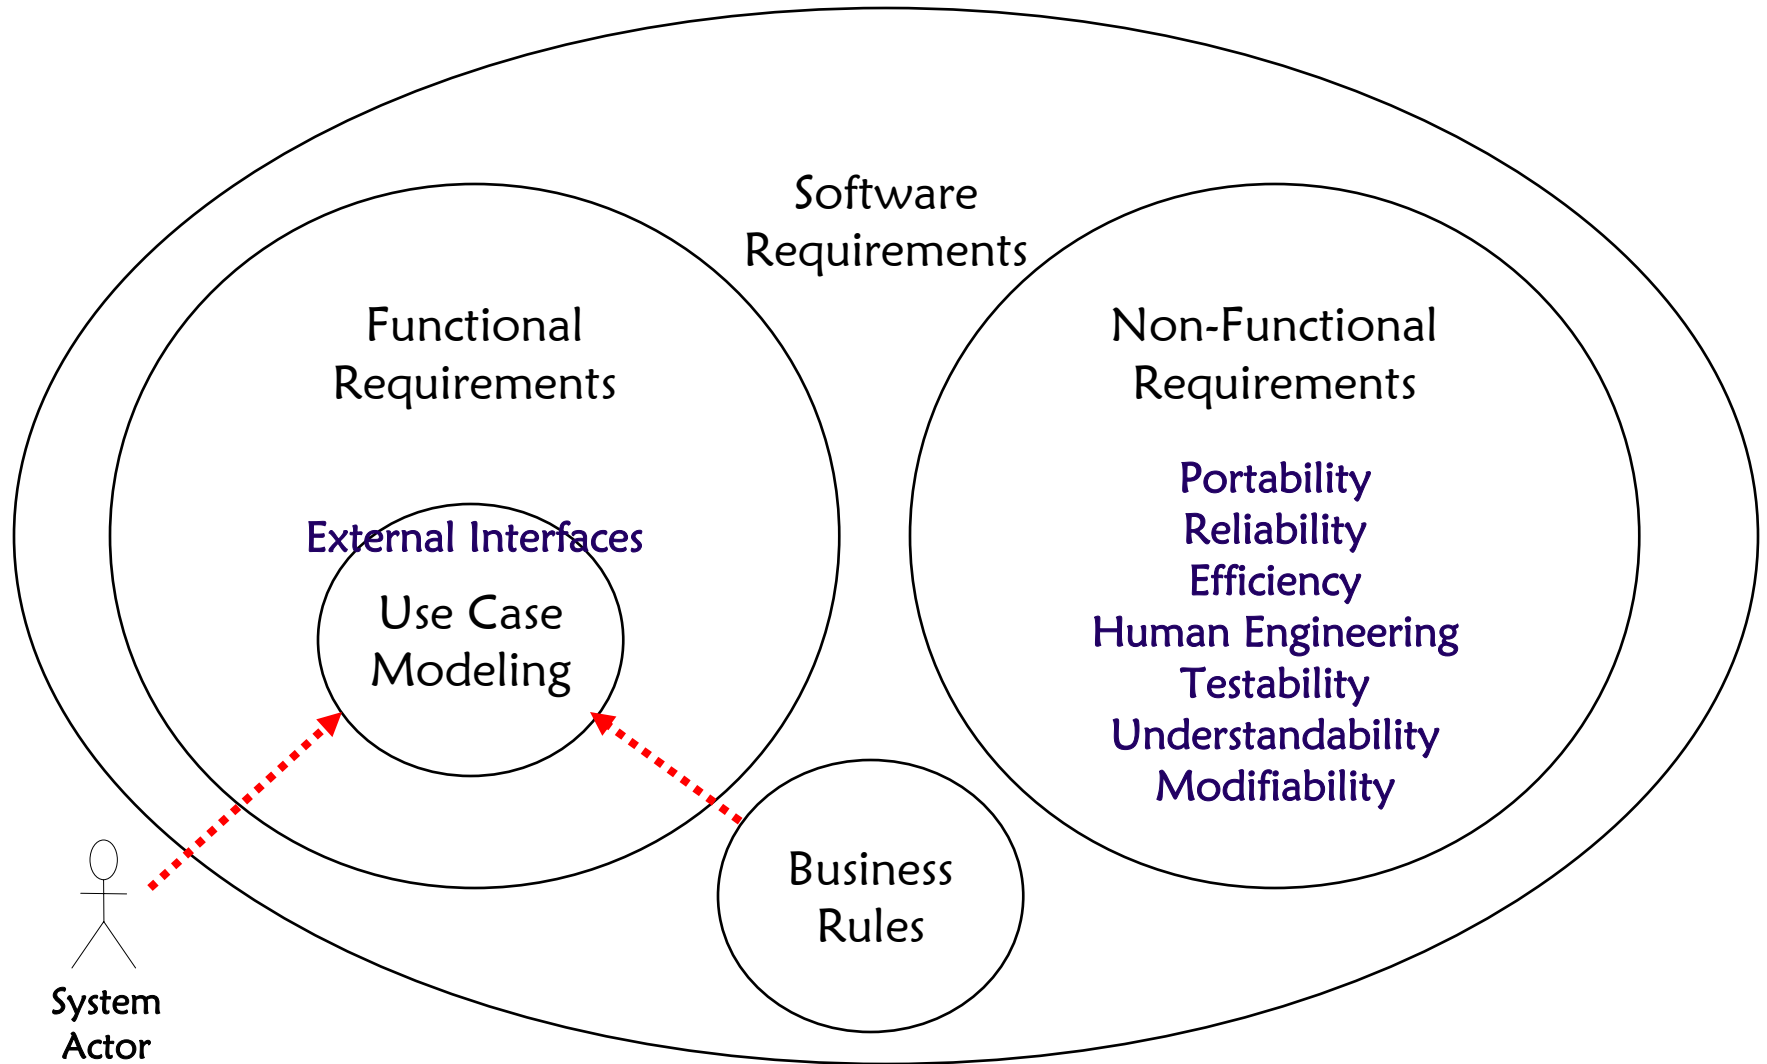 Software
Requirements
Functional
Requirements
External Interfaces
Use Case
Modeling
Non-Functional
Requirements
Portability
Reliability
Efficiency
Human Engineering
Testability
Understandability
Modifiability
Business
Rules
System
Actor